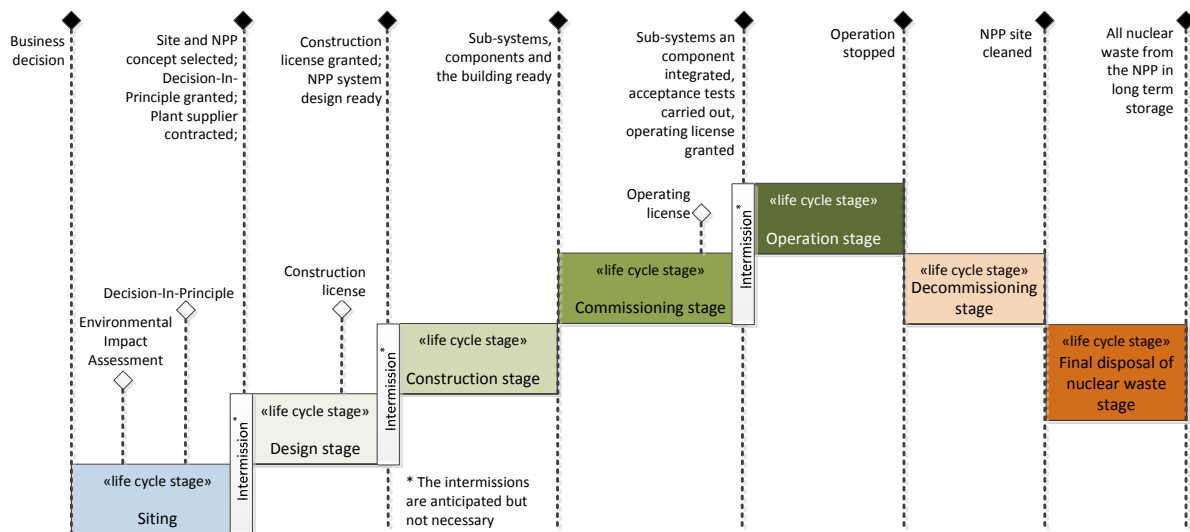 Business
decision
Site and NPP
concept selected;
Decision-In-
Principle granted;
Plant supplier
contracted;
Construction
license granted;
NPP system
design ready
Sub-systems,
components and
the building ready
Sub-systems an
component
integrated,
acceptance tests
carried out,
operating license
granted
Operation
stopped
NPP site
cleaned
All nuclear
waste from
the NPP in
long term
storage
Operating
license
Intermission *
«life cycle stage»
Operation stage
«life cycle stage»
Commissioning stage
«life cycle stage»
Decommissioning
stage
Construction
license
Decision-In-Principle
Environmental
Impact
Assessment
Intermission *
«life cycle stage»
Construction stage
«life cycle stage»
Final disposal of
nuclear waste
stage
Intermission *
«life cycle stage»
Design stage
«life cycle stage»
Siting
* The intermissions
are anticipated but
not necessary